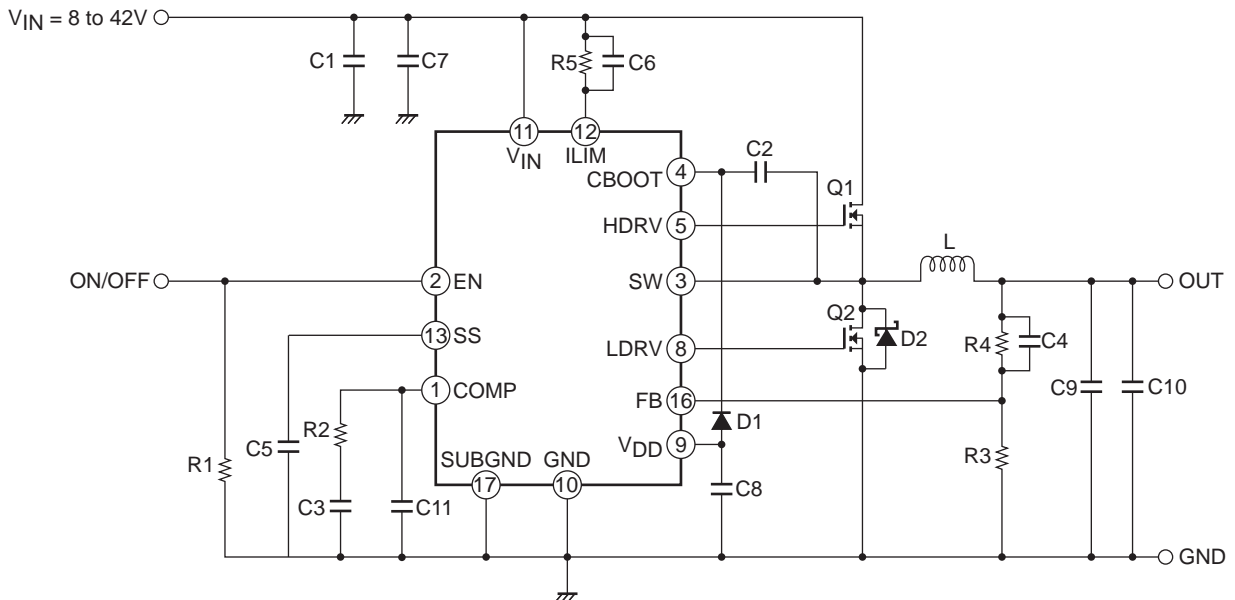 VIN = 8 to 42V
C1
C7
R5
C6
11
VIN
12
ILIM
C2
CBOOT
4
HDRV
5
Q1
L
ON/OFF
2
EN
SW
3
OUT
13
SS
Q2
LDRV
8
D2
R4
C4
1
COMP
FB
16
C9
C10
R2
D1
VDD
9
C5
R1
SUBGND
GND
R3
17
10
C8
C3
C11
GND